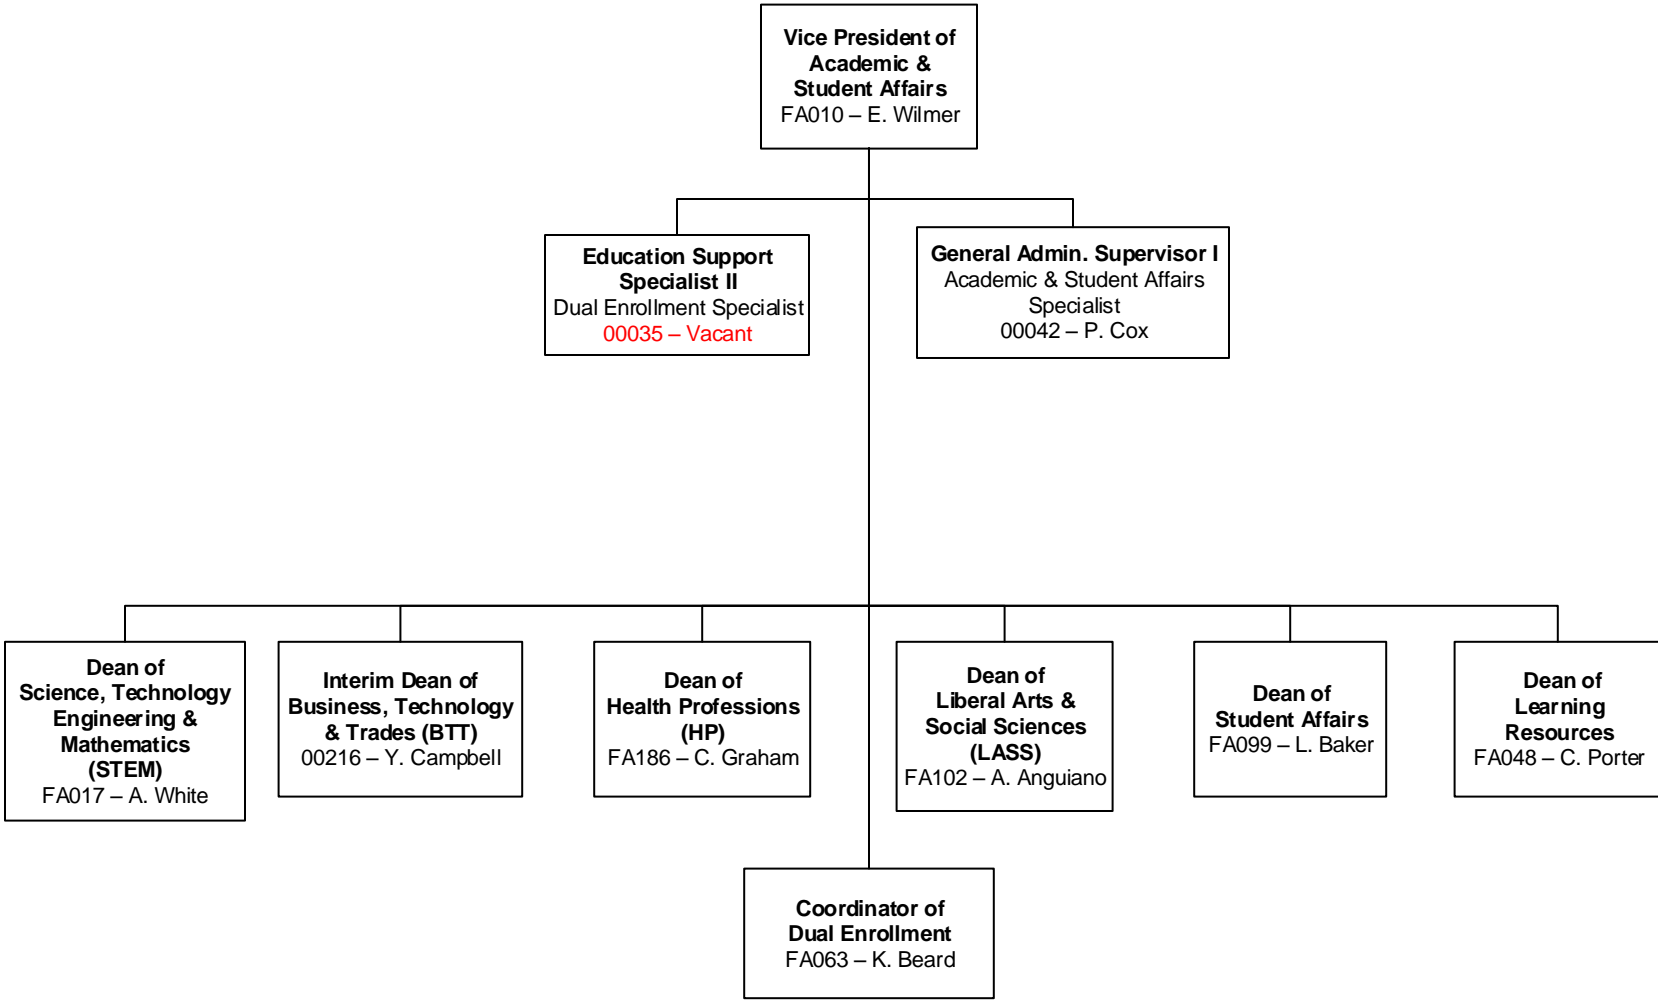 Vice President of
Academic &
Student Affairs
FA010 – E. Wilmer
Education Support
Specialist II
Dual Enrollment Specialist
00035 – Vacant
General Admin. Supervisor I
Academic & Student Affairs
Specialist
00042 – P. Cox
Dean of
Science, Technology
Engineering &
Mathematics
(STEM)
FA017 – A. White
Interim Dean of
Business, Technology
& Trades (BTT)
00216 – Y. Campbell
Dean of
Health Professions
(HP)
FA186 – C. Graham
Dean of
Liberal Arts &
Social Sciences
(LASS)
FA102 – A. Anguiano
Dean of
Student Affairs
FA099 – L. Baker
Dean of
Learning
Resources
FA048 – C. Porter
Coordinator of
Dual Enrollment
FA063 – K. Beard